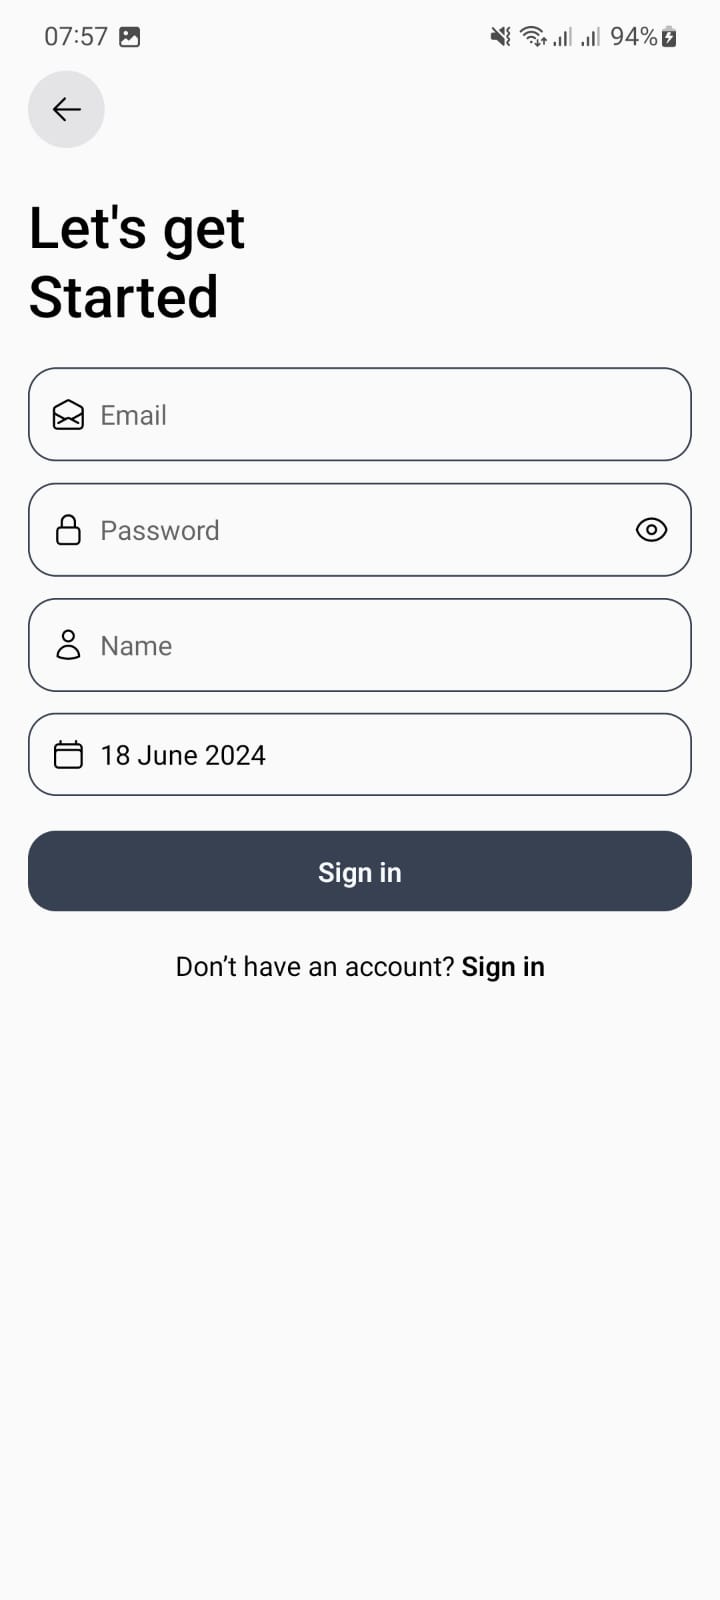 07:57 94%
Let's get
Started
Email
Password
Name
18 June 2024
Sign in
Don’t have an account? Sign in